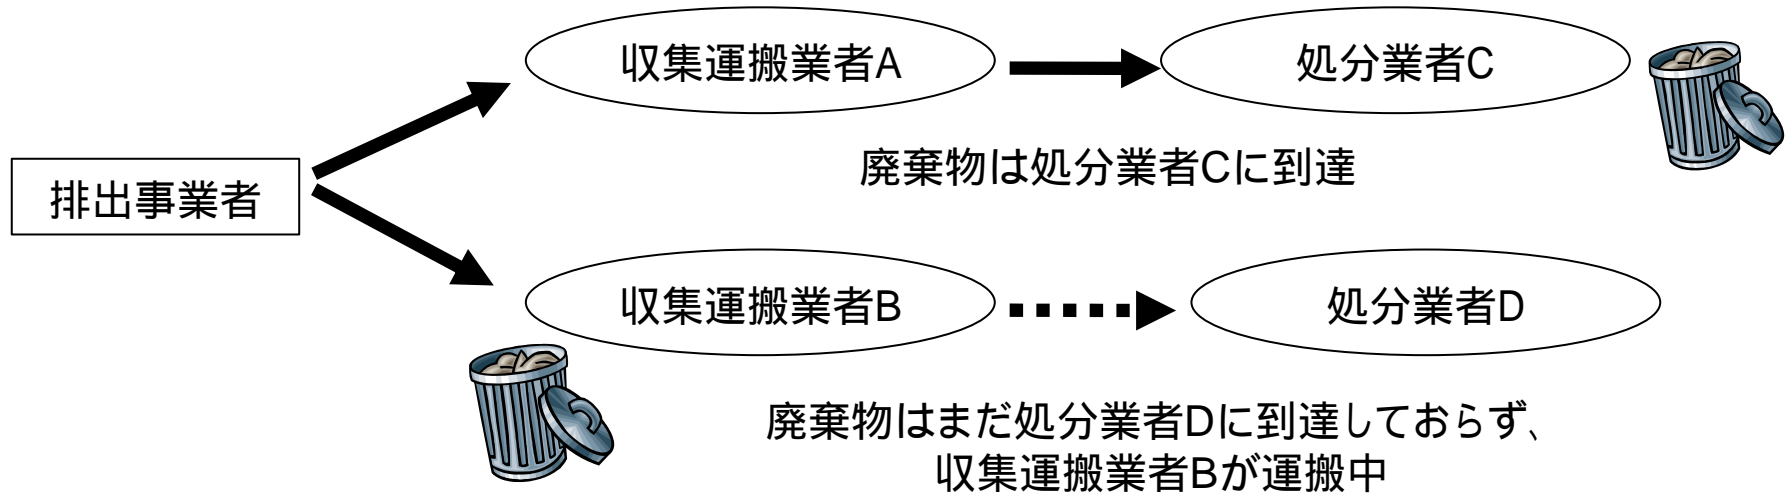 収集運搬業者A
処分業者C
廃棄物は処分業者Cに到達
排出事業者
収集運搬業者B
処分業者D
廃棄物はまだ処分業者Dに到達しておらず、
収集運搬業者Bが運搬中